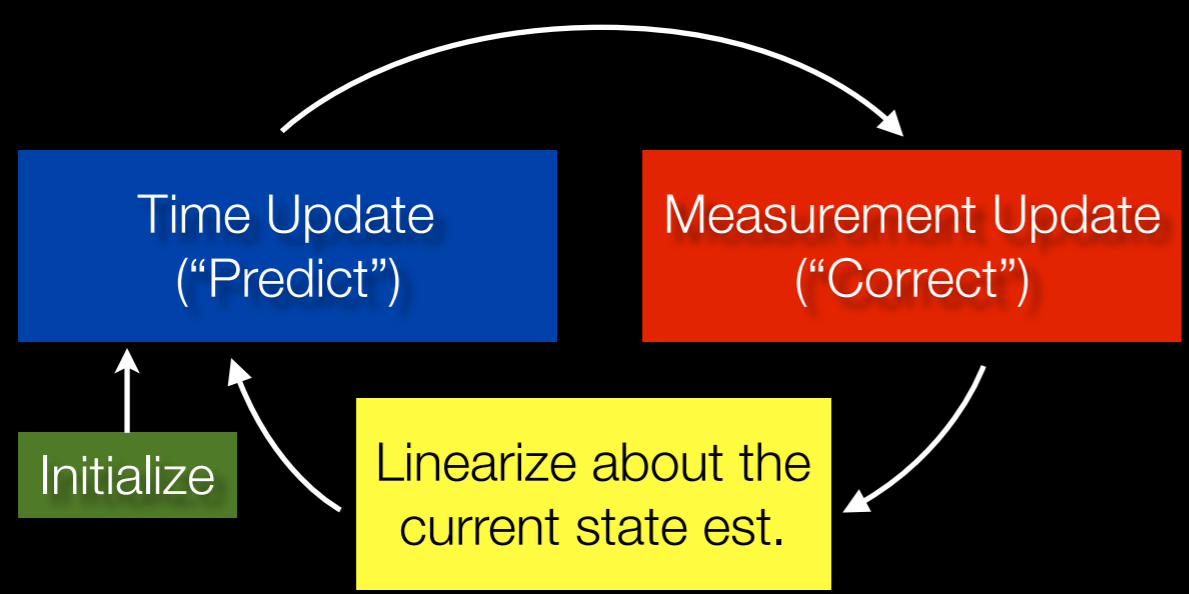 Time Update
(“Predict”)
Measurement Update
(“Correct”)
Initialize
Linearize about the
current state est.